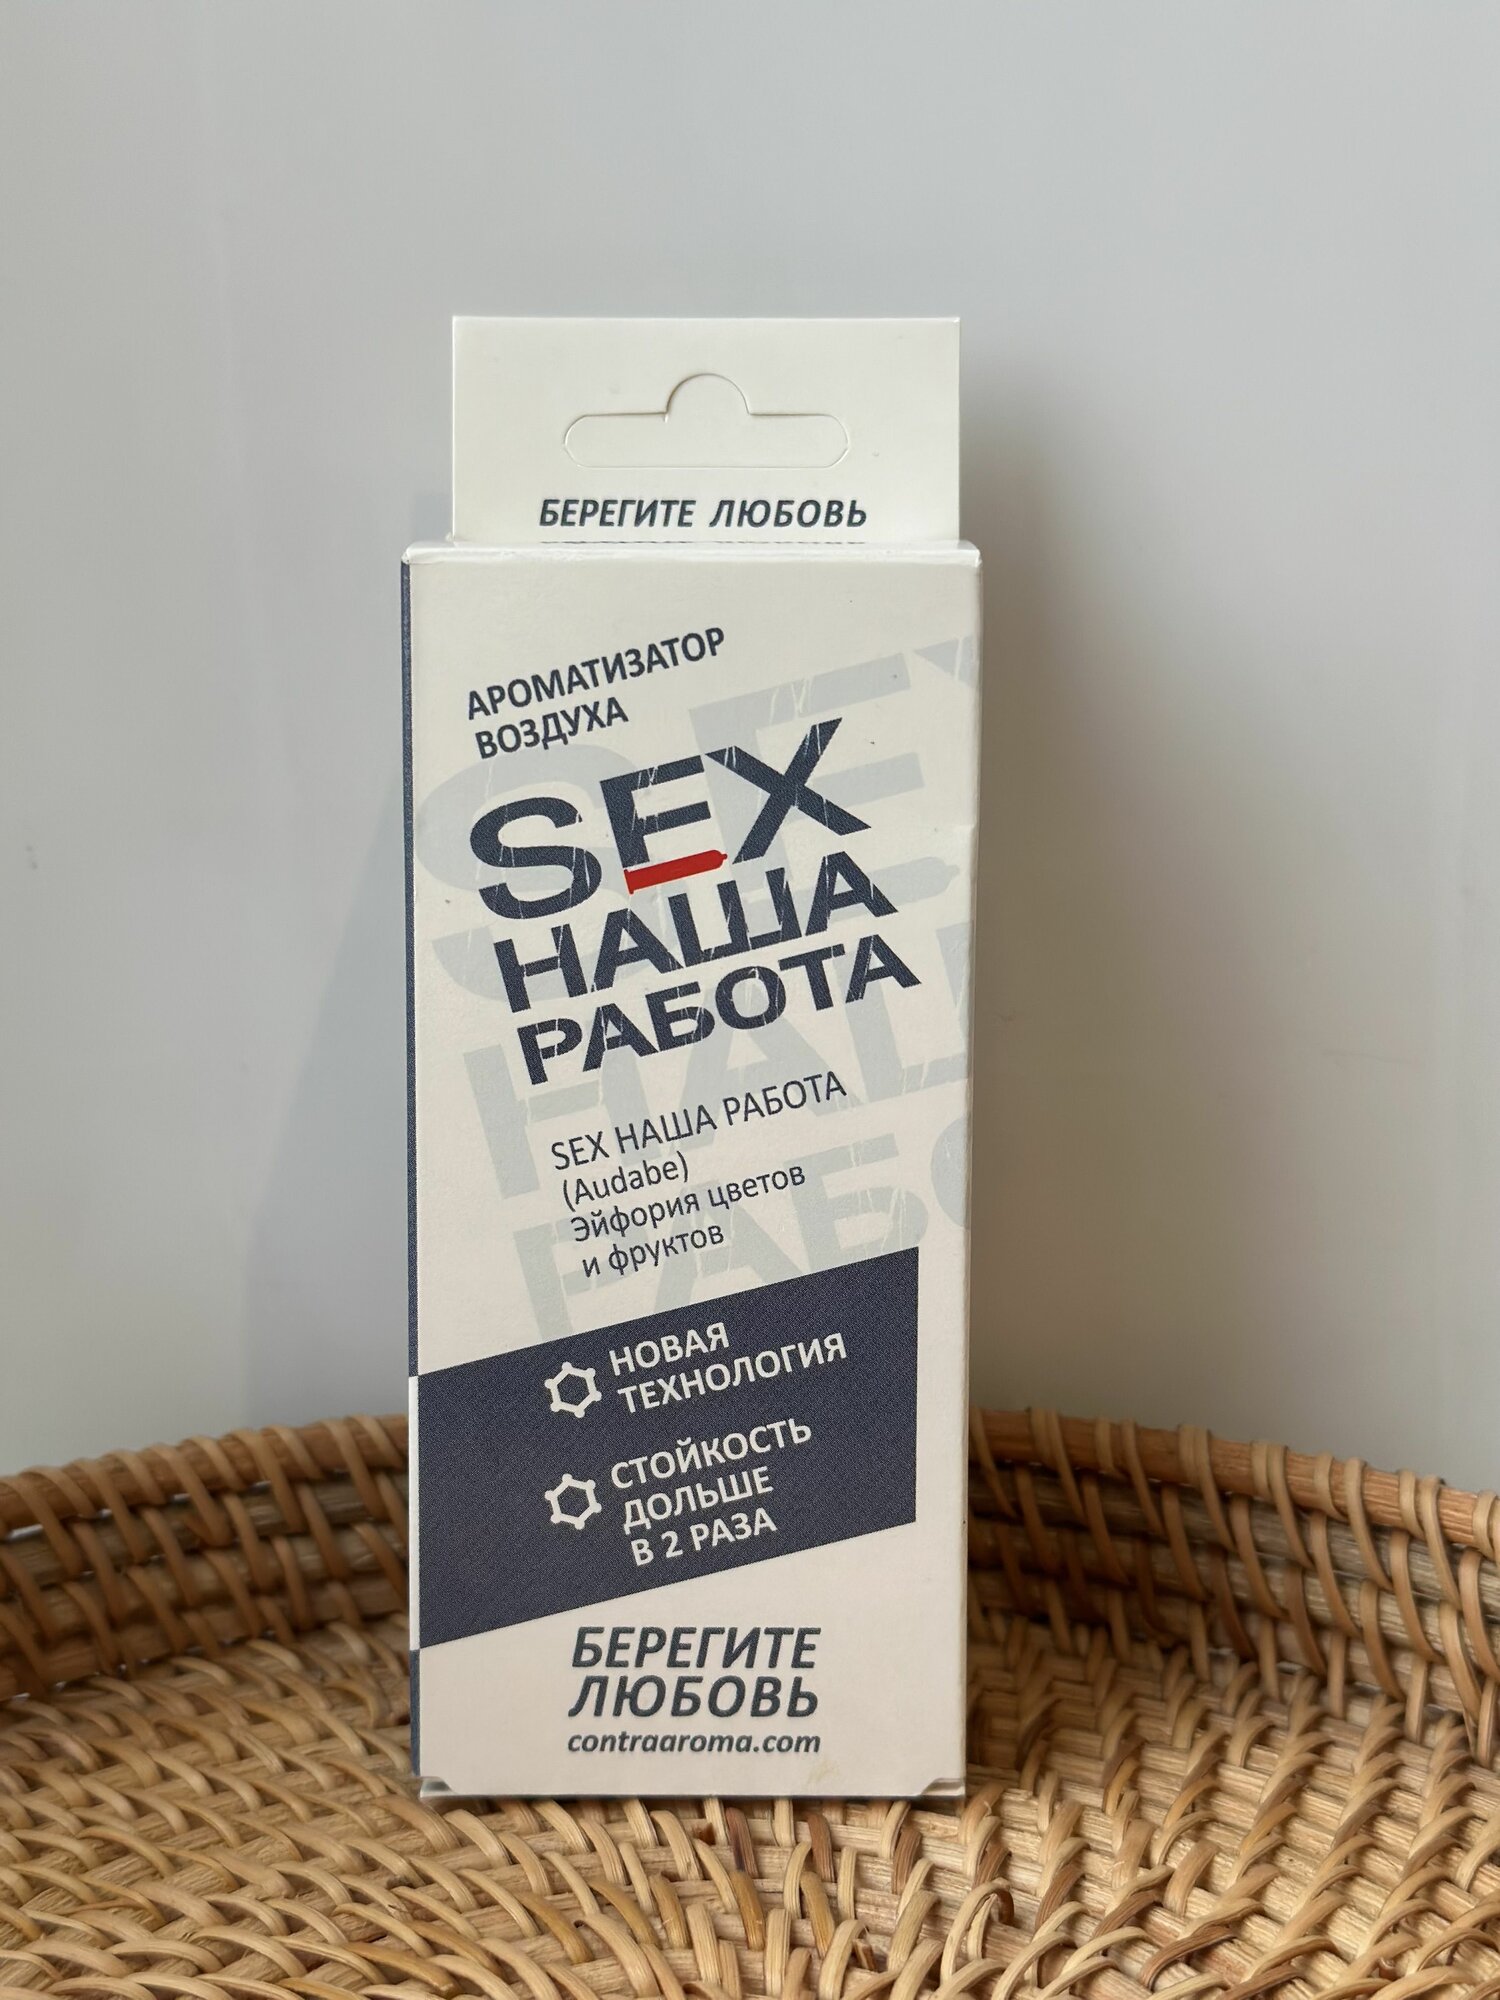 БЕРЕГИТЕ ЛЮБОВЬ
АРОМАТИЗАТОР
ВОЗДУХА
SEX
НАША
РАБОТА
SEX НАША РАБОТА
(Audabe)
Эйфория цветов
и фруктов
НОВАЯ
ТЕХНОЛОГИЯ
СТОЙКОСТЬ
ДОЛЬШЕ
В 2 РАЗА
БЕРЕГИТЕ
ЛЮБОВЬ
contraaroma.com